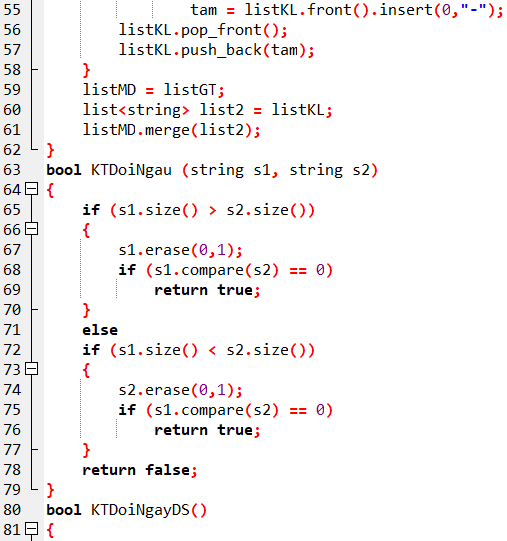 55                 tam = listKL.front().insert(0,"-");
56         listKL.pop_front();
57         listKL.push_back(tam);
58     }
59     listMD = listGT;
60     list<string> list2 = listKL;
61     listMD.merge(list2);
62 }
63 bool KTDoiNgau (string s1, string s2)
64 {
65     if (s1.size() > s2.size())
66     {
67         s1.erase(0,1);
68         if (s1.compare(s2) == 0)
69             return true;
70     }
71     else
72     if (s1.size() < s2.size())
73     {
74         s2.erase(0,1);
75         if (s1.compare(s2) == 0)
76             return true;
77     }
78     return false;
79 }
80 bool KTDoiNgayDS()
81 {